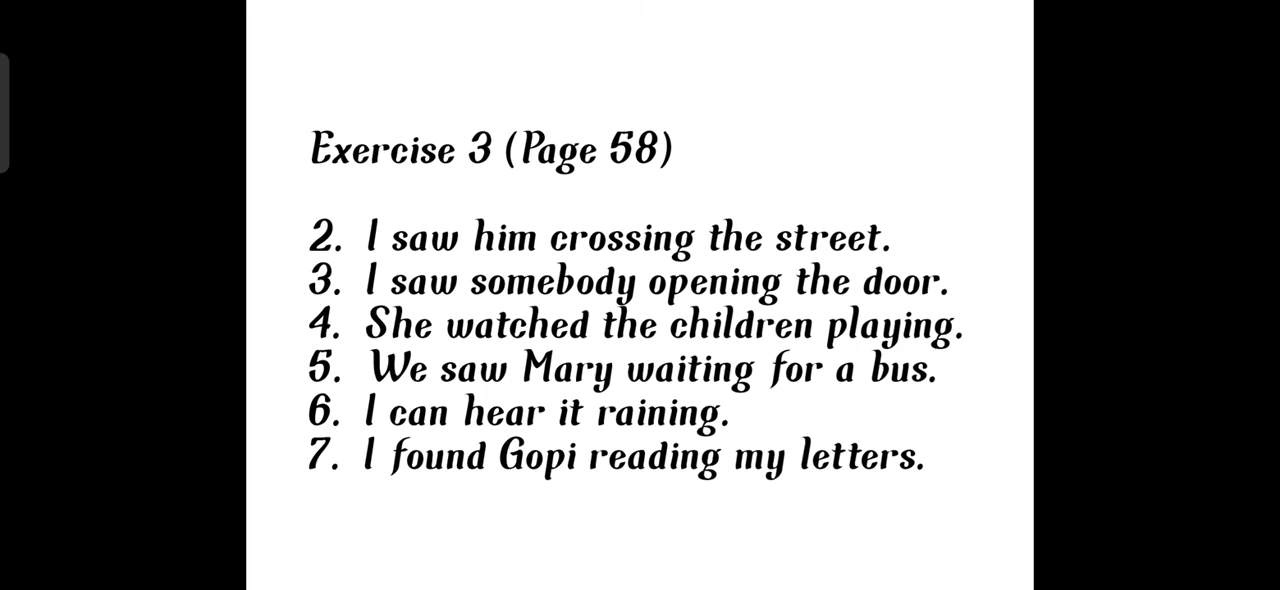 Exercise 3 (Page 58)
2. I saw him crossing the street.
3. I saw somebody opening the door.
4. She watched the children playing.
5. We saw Mary waiting for a bus.
6. I can hear it raining.
7. I found Gopi reading my letters.